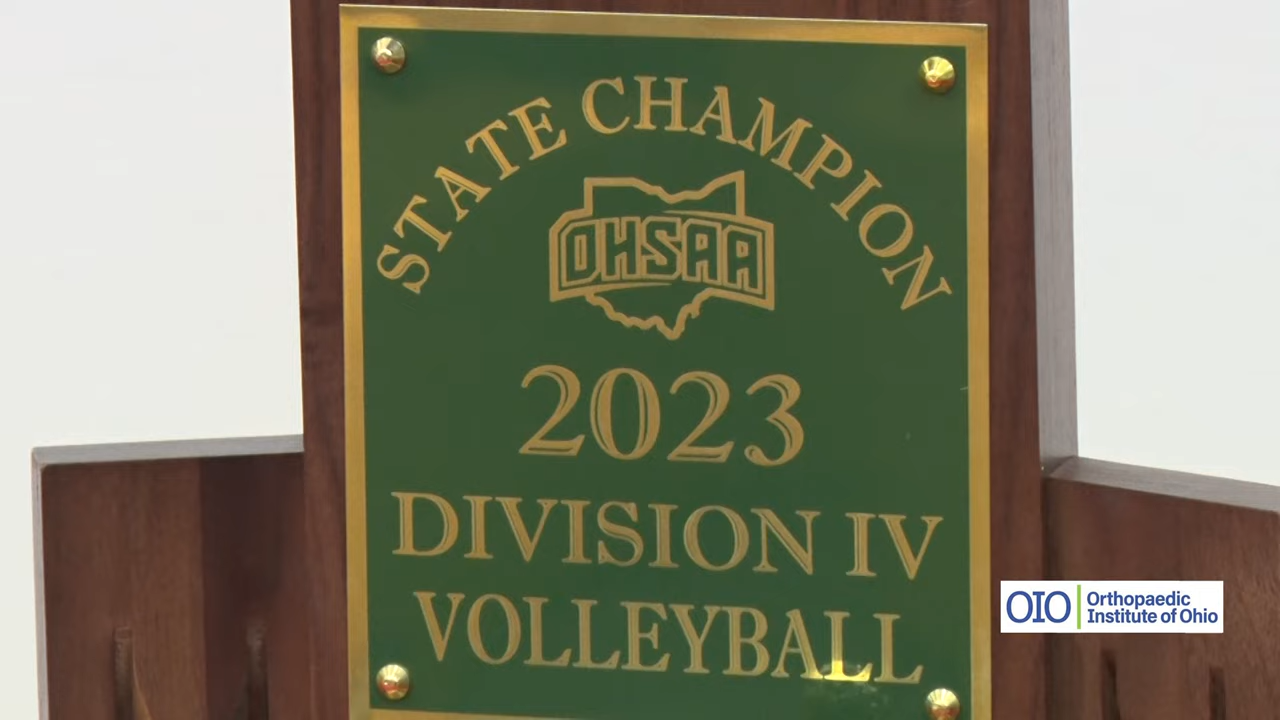 STATE CHAMPION
OHSAA
2023
DIVISION IV
VOLLEYBALL
OIO
Orthopaedic
Institute of Ohio